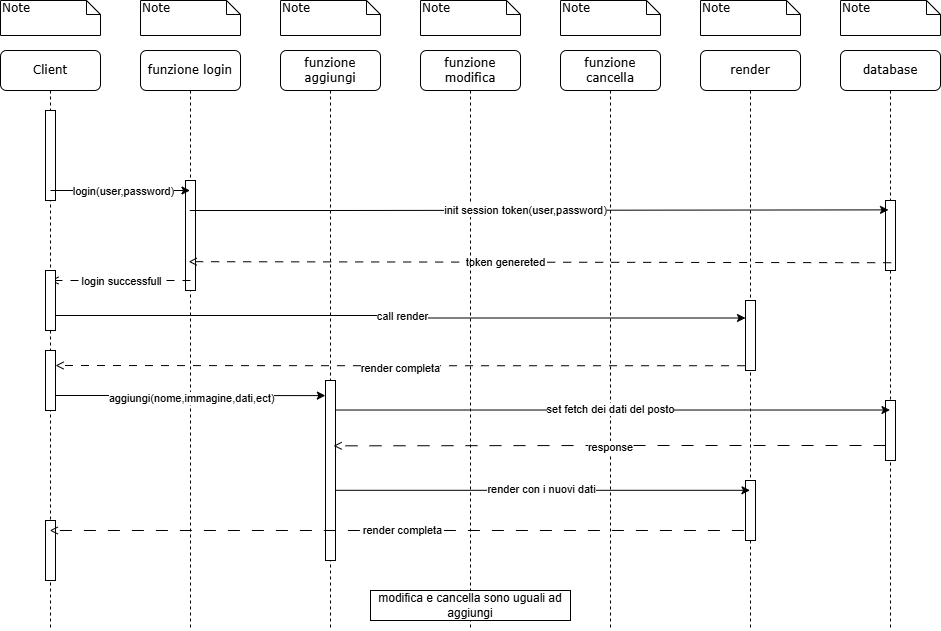 Note
Note
Note
Note
Note
Note
Note
Client
funzione login
funzione
aggiungi
funzione
modifica
funzione
cancella
render
database
login(user,password)
init session token(user,password)
token genereted
login successfull
call render
render completa
aggiungi(nome,immagine,dati,ect)
set fetch dei dati del posto
response
render con i nuovi dati
render completa
modifica e cancella sono uguali ad
aggiungi